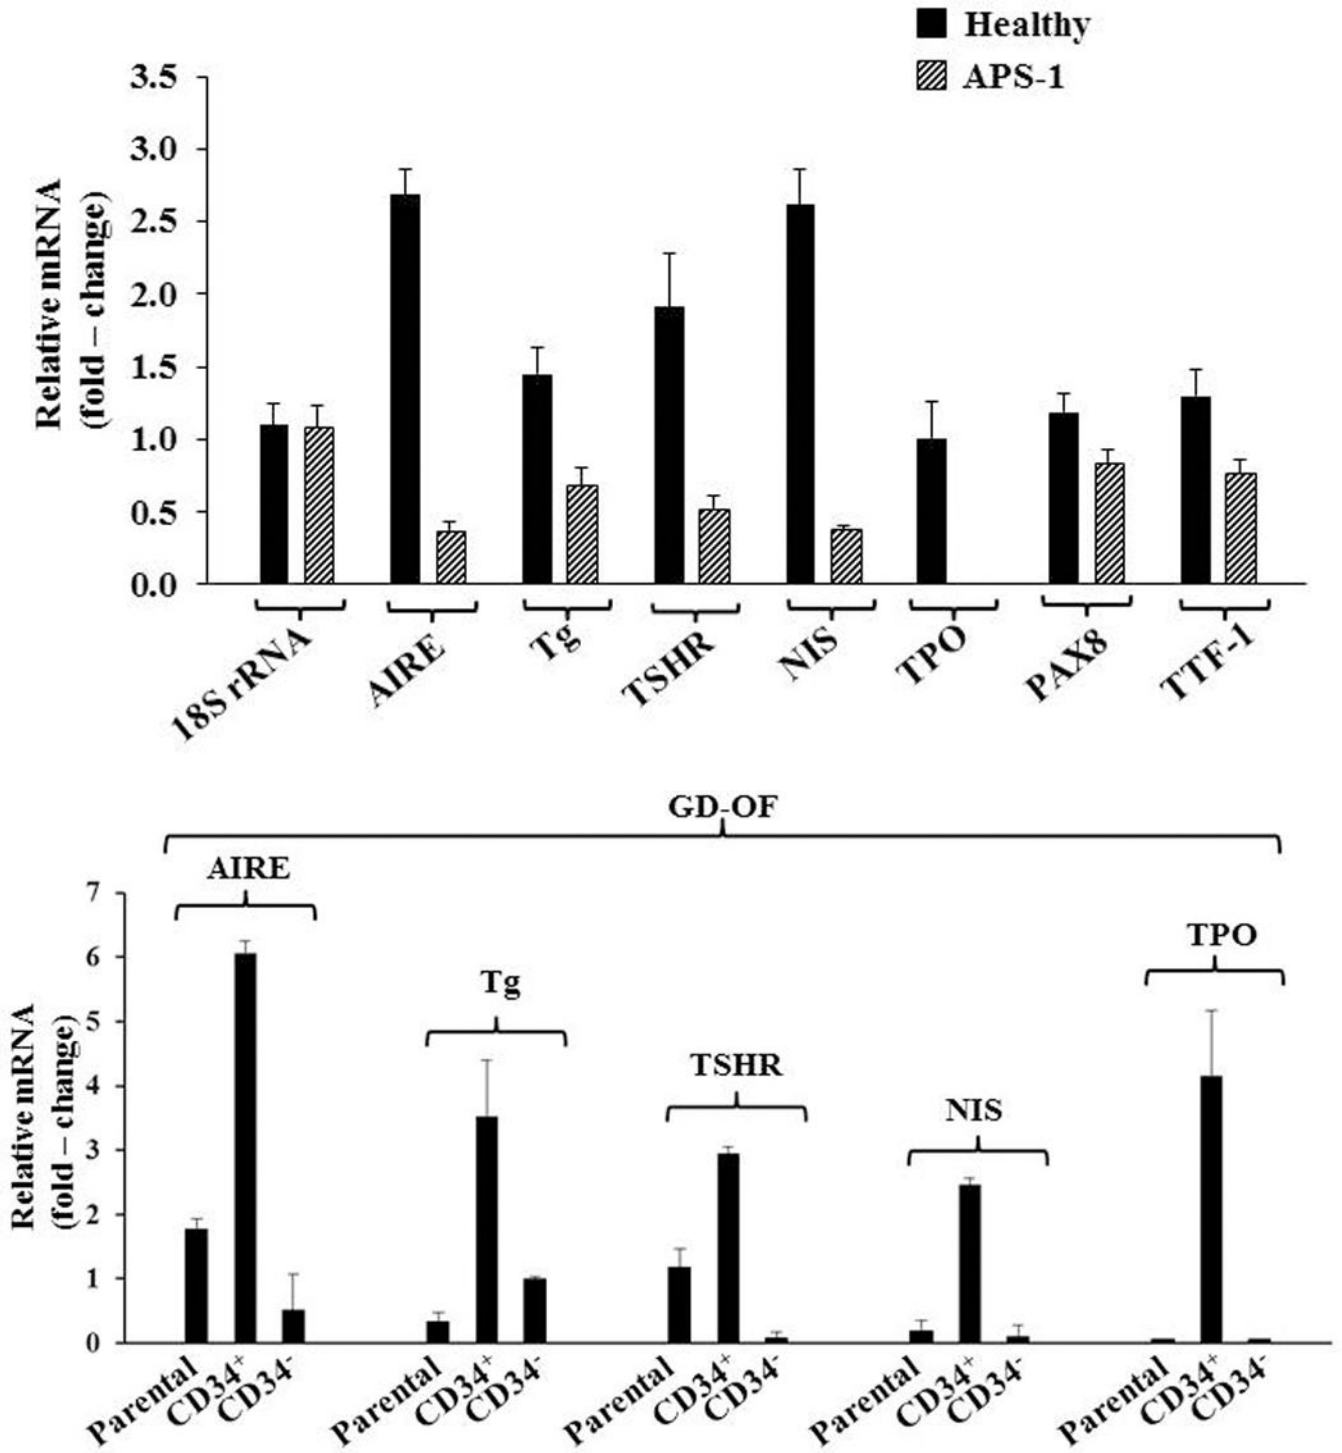 Healthy
APS-1
Relative mRNA
(fold – change)
3.5
3.0
2.5
2.0
1.5
1.0
0.5
0.0
18S rRNA
AIRE
Tg
TSHR
NIS
TPO
PAX8
TTF-1
GD-OF
AIRE
Tg
TSHR
NIS
TPO
Relative mRNA
(fold – change)
7
6
5
4
3
2
1
0
Parental
CD34⁺
CD34⁻
Parental
CD34⁺
CD34⁻
Parental
CD34⁺
CD34⁻
Parental
CD34⁺
CD34⁻
Parental
CD34⁺
CD34⁻